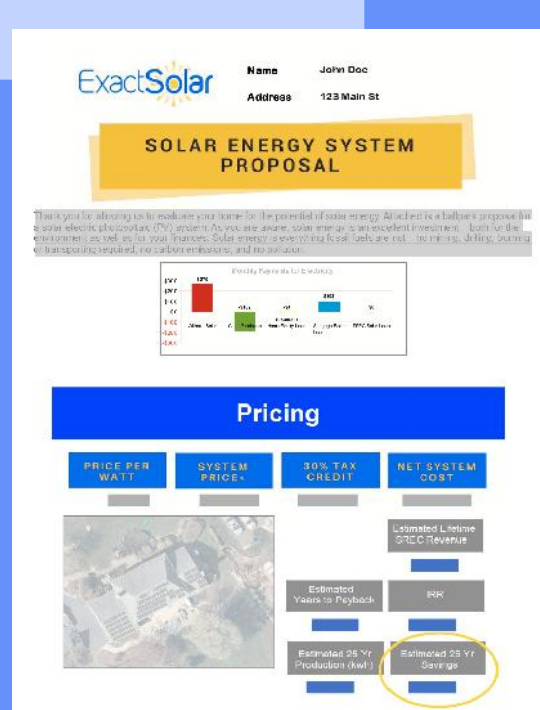 ExactSolar
Name John Doe
Address 123 Main St
SOLAR ENERGY SYSTEM
PROPOSAL
Thank you for allowing us to evaluate your home for the potential of solar energy. Attached is a ballpark proposal for
a solar electric photovoltaic (PV) system. As you are aware, solar energy is an excellent investment both for the
environment as well as for your finances. Solar energy is everything fossil fuels are not no mining, drilling, burning
or transporting required, no carbon emissions, and no pollution.
Monthly Payments for Electricity
Pricing
PRICE PER
WATT
SYSTEM
PRICE*
30% TAX
CREDIT
NET SYSTEM
COST
Estimated Lifetime
SREC Revenue
Estimated
Years to Payback
IRR
Estimated 25 Yr
Production (kwh)
Estimated 25 Yr
Savings